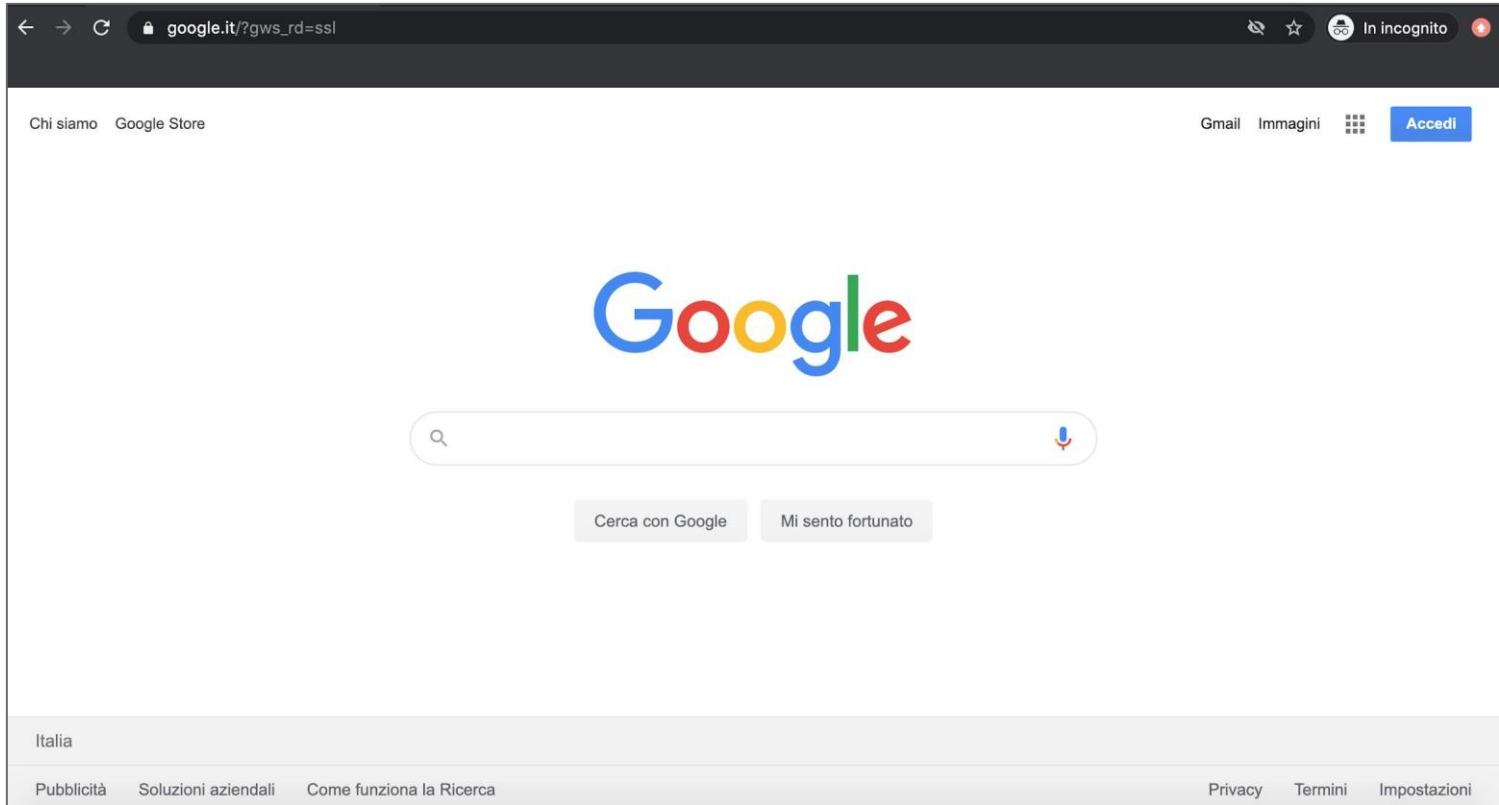 google.it/?gws_rd=ssl In incognito
Chi siamo Google Store Gmail Immagini Accedi
Google
Cerca con Google Mi sento fortunato
Italia
Pubblicità Soluzioni aziendali Come funziona la Ricerca Privacy Termini Impostazioni